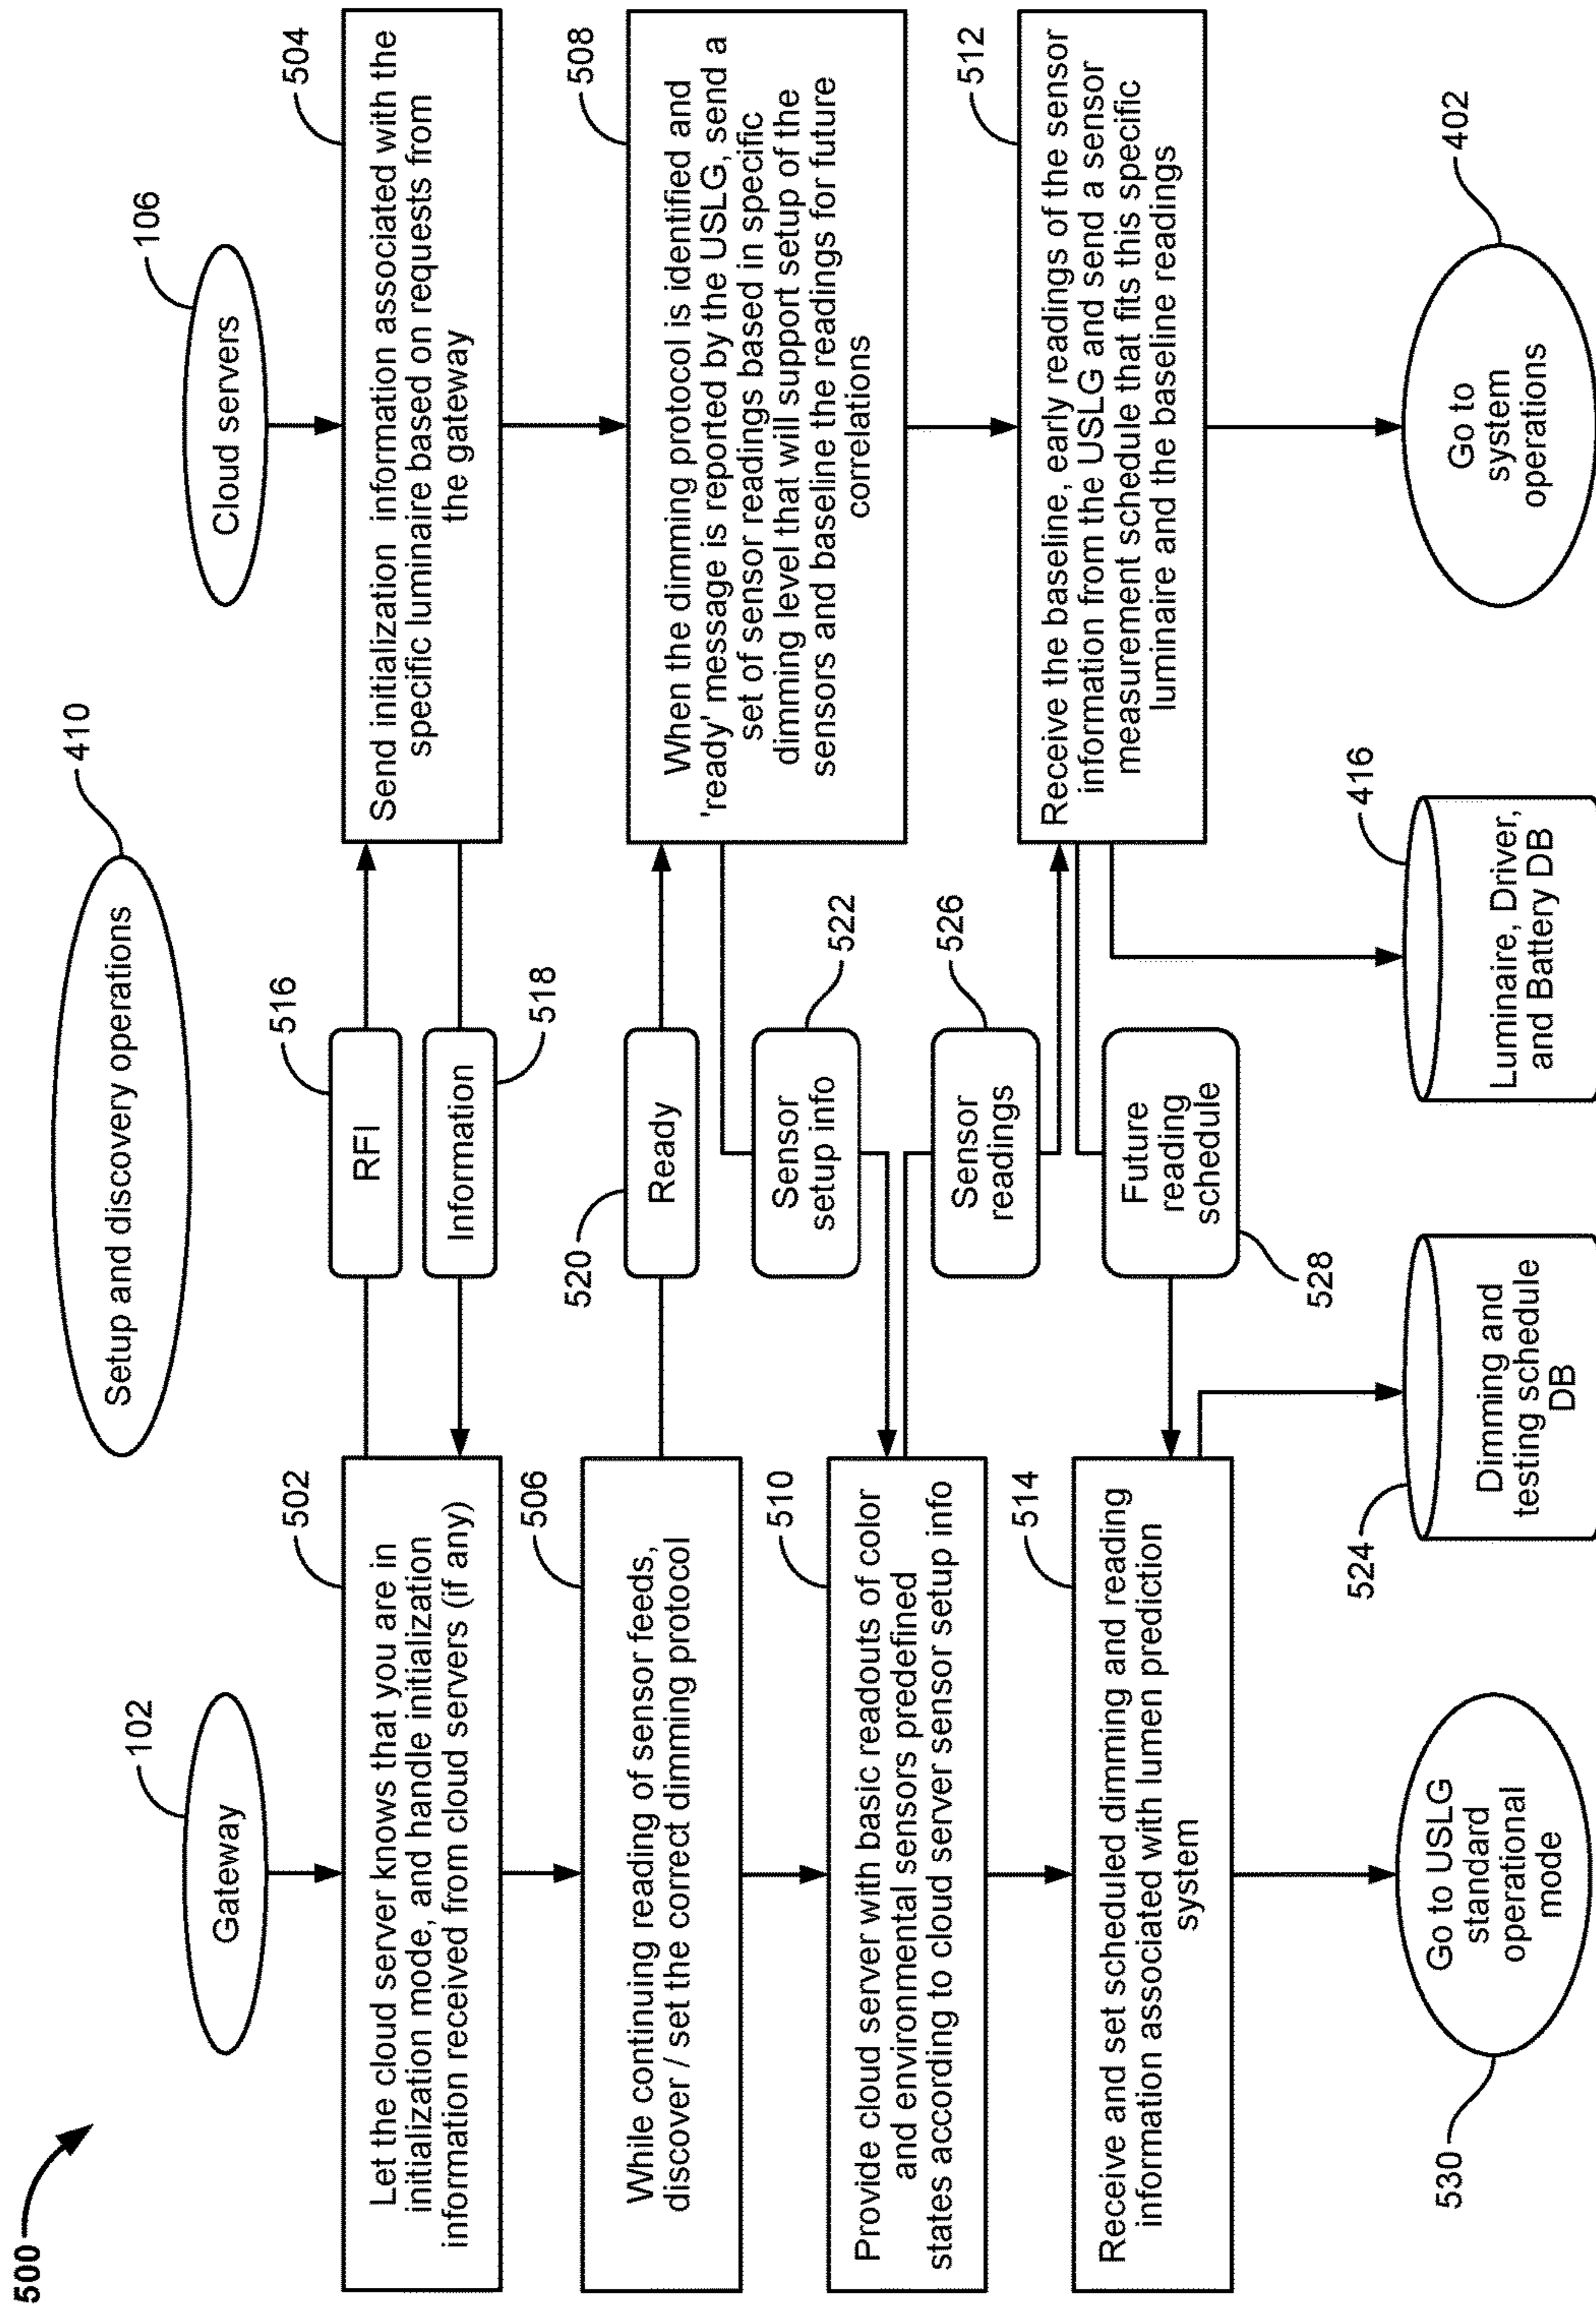 500
Setup and discovery operations
410
Gateway
102
Cloud servers
106
Let the cloud server knows that you are in
initialization mode, and handle initialization
information received from cloud servers (if any)
502
RFI
516
Information
518
Send initialization information associated with the
specific luminaire based on requests from
the gateway
504
While continuing reading of sensor feeds,
discover / set the correct dimming protocol
506
Ready
520
When the dimming protocol is identified and
'ready' message is reported by the USLG, send a
set of sensor readings based in specific
dimming level that will support setup of the
sensors and baseline the readings for future
correlations
508
Sensor
setup info
522
Provide cloud server with basic readouts of color
and environmental sensors predefined
states according to cloud server sensor setup info
510
Sensor
readings
526
Receive the baseline, early readings of the sensor
information from the USLG and send a sensor
measurement schedule that fits this specific
luminaire and the baseline readings
512
Receive and set scheduled dimming and reading
information associated with lumen prediction
system
514
Future
reading
schedule
528
Go to USLG
standard
operational
mode
530
Dimming and
testing schedule
DB
524
Luminaire, Driver,
and Battery DB
416
Go to
system
operations
402